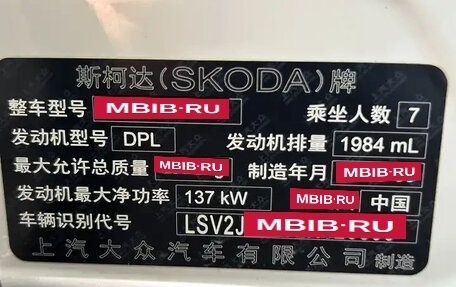 斯柯达(SKODA)牌
整车型号 MBIB·RU 乘坐人数 7
发动机型号 DPL 发动机排量 1984 mL
最大允许总质量 MBIB·RU 制造年月 MBIB·RU
发动机最大净功率 137 kW MBIB·RU 中国
车辆识别代号 LSV2J MBIB·RU
上汽大众汽车有限公司 制造